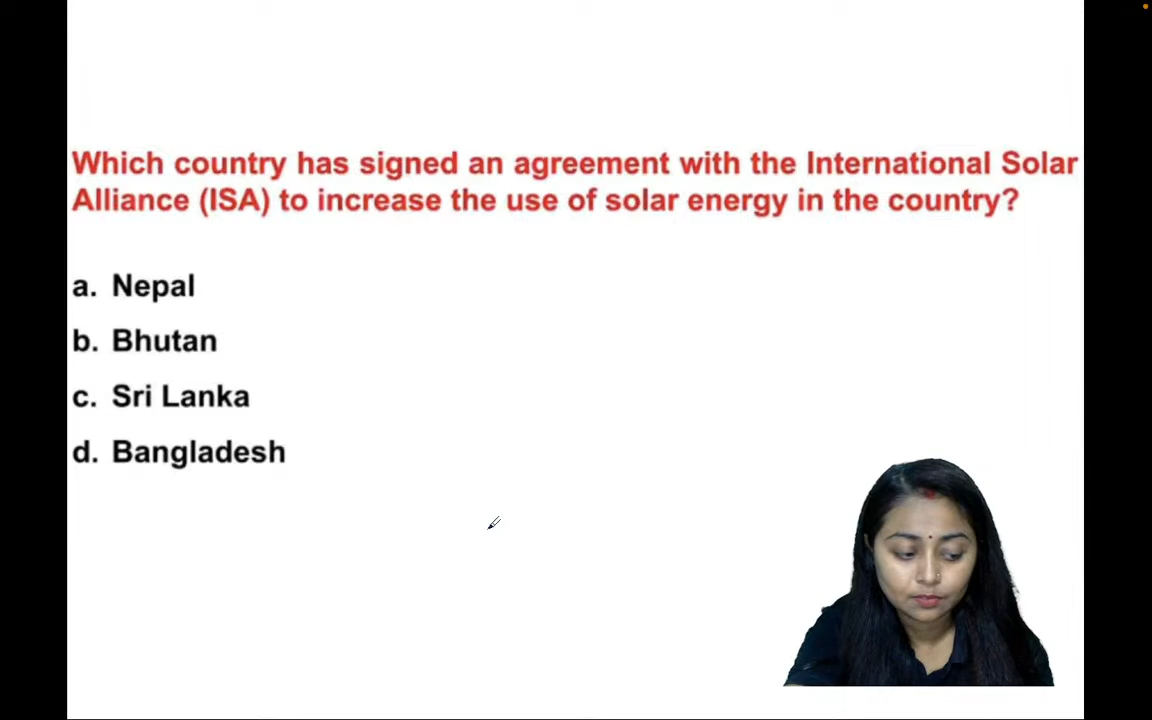 Which country has signed an agreement with the International Solar
Alliance (ISA) to increase the use of solar energy in the country?
a. Nepal
b. Bhutan
c. Sri Lanka
d. Bangladesh